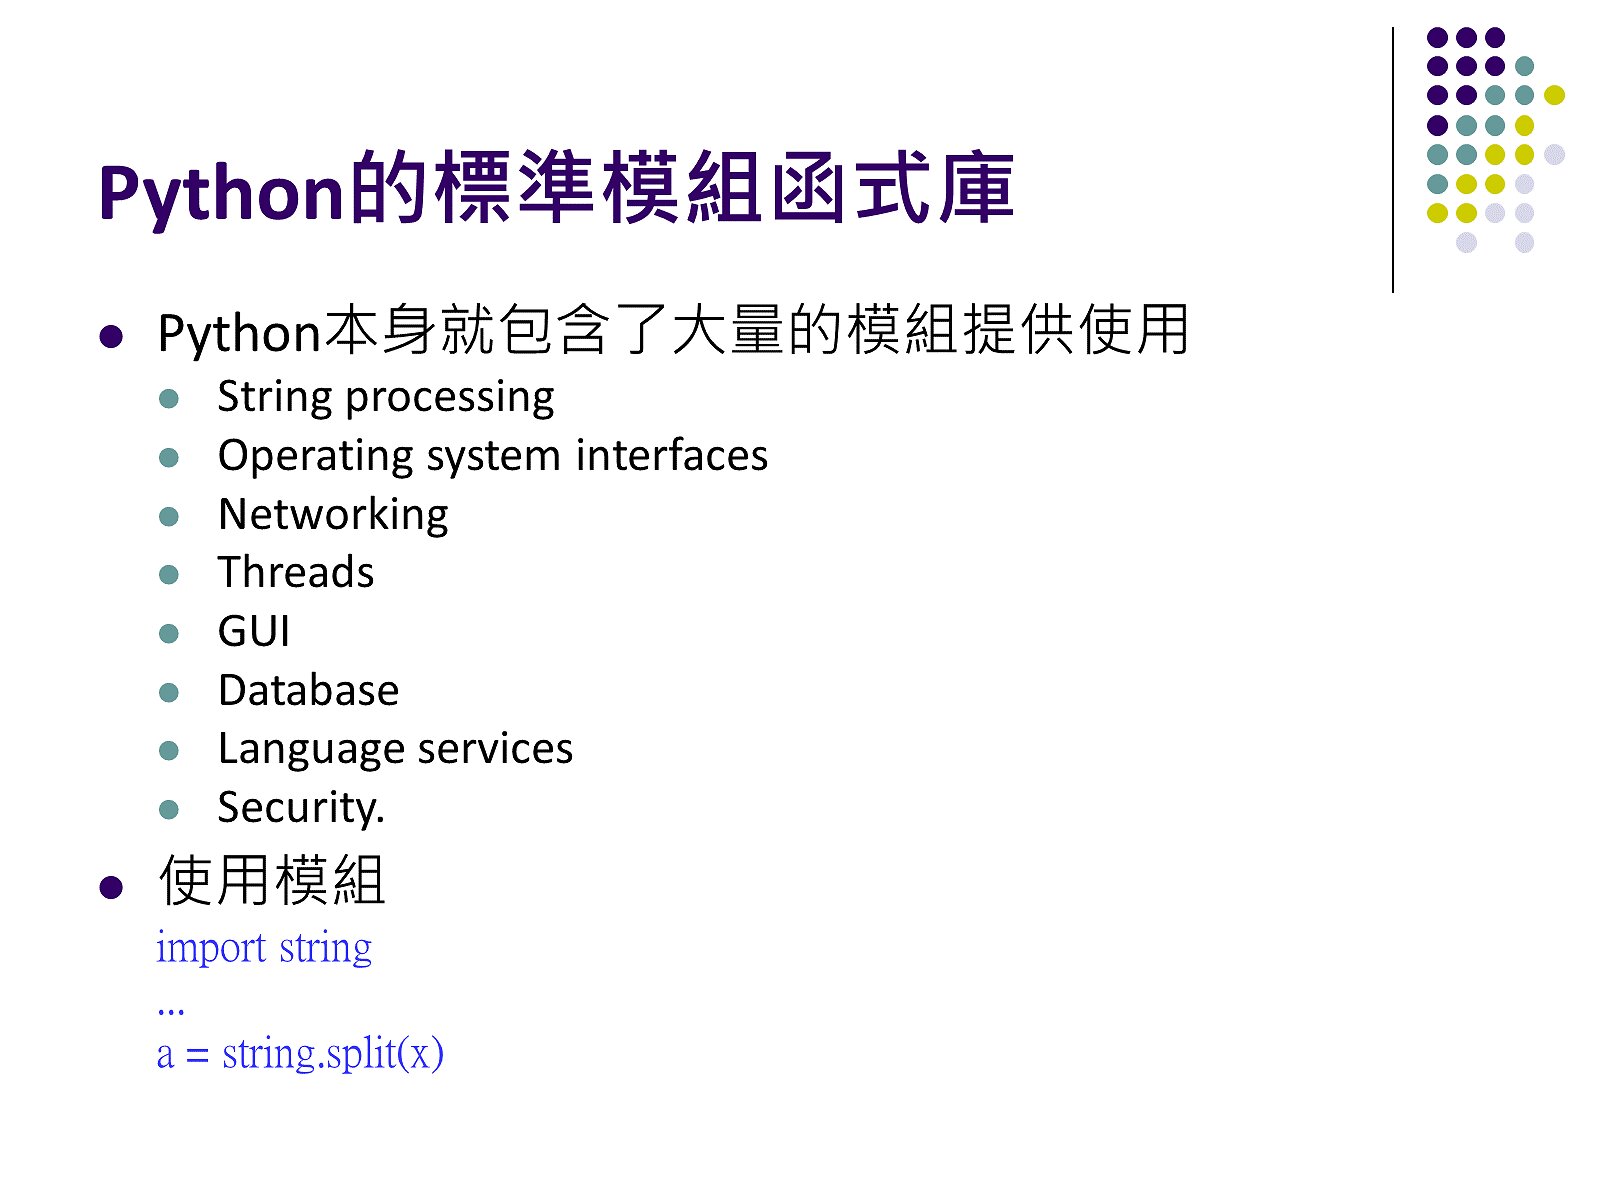 Python的標準模組函式庫
Python本身就包含了大量的模組提供使用
String processing
Operating system interfaces
Networking
Threads
GUI
Database
Language services
Security.
使用模組
import string
...
a = string.split(x)